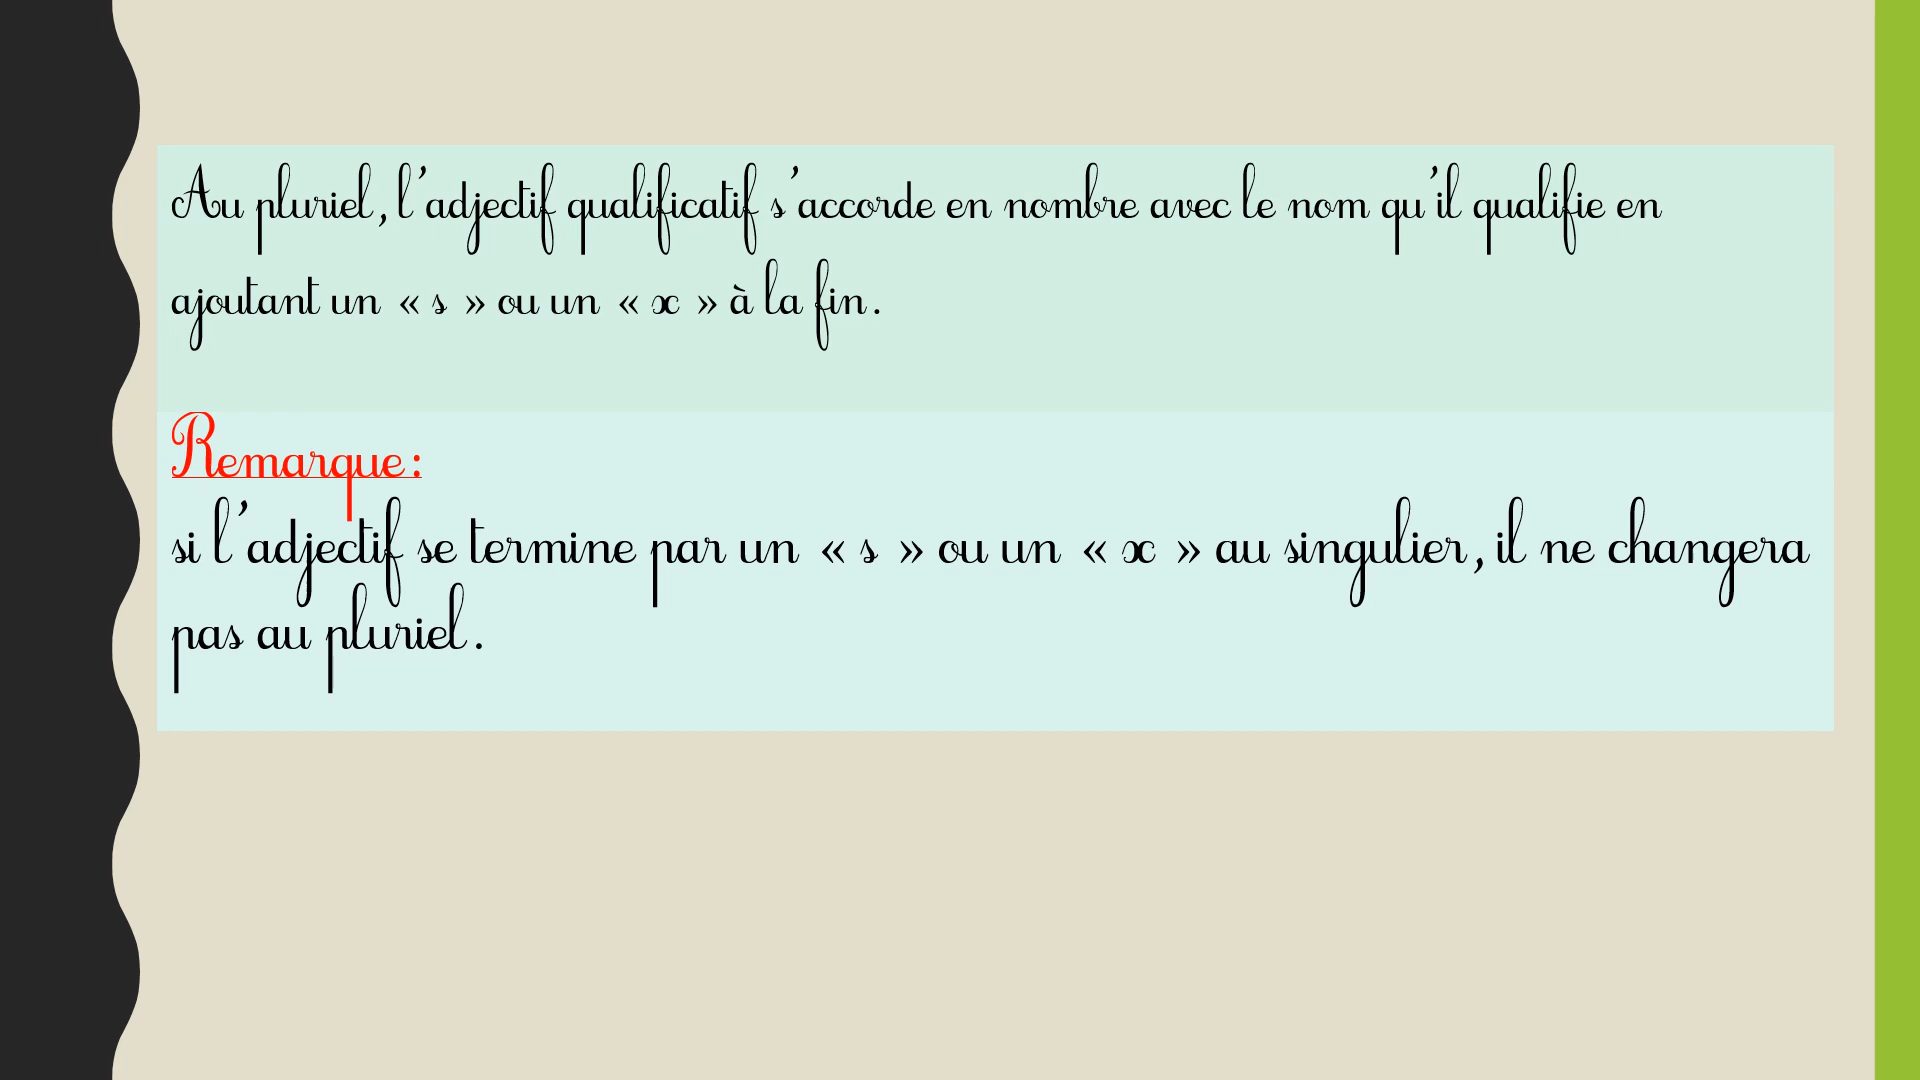 Au pluriel, l'adjectif qualificatif s'accorde en nombre avec le nom qu'il qualifie en
ajoutant un « s » ou un « x » à la fin.
Remarque:
si l'adjectif se termine par un « s » ou un « x » au singulier, il ne changera
pas au pluriel.